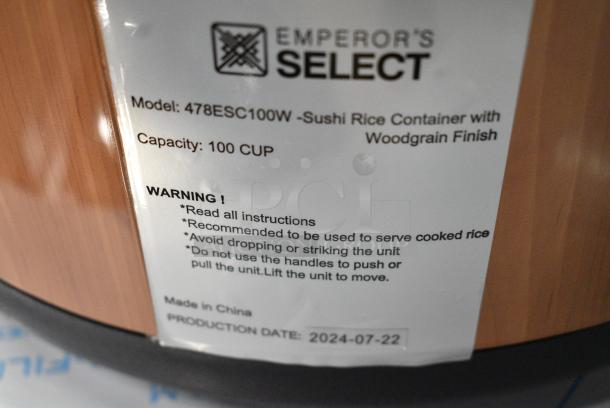 EMPEROR'S
SELECT
Model: 478ESC100W -Sushi Rice Container with
Woodgrain Finish
Capacity: 100 CUP
WARNING !
*Read all instructions
*Recommended to be used to serve cooked rice
*Avoid dropping or striking the unit
*Do not use the handles to push or
pull the unit.Lift the unit to move.
Made in China
PRODUCTION DATE: 2024-07-22